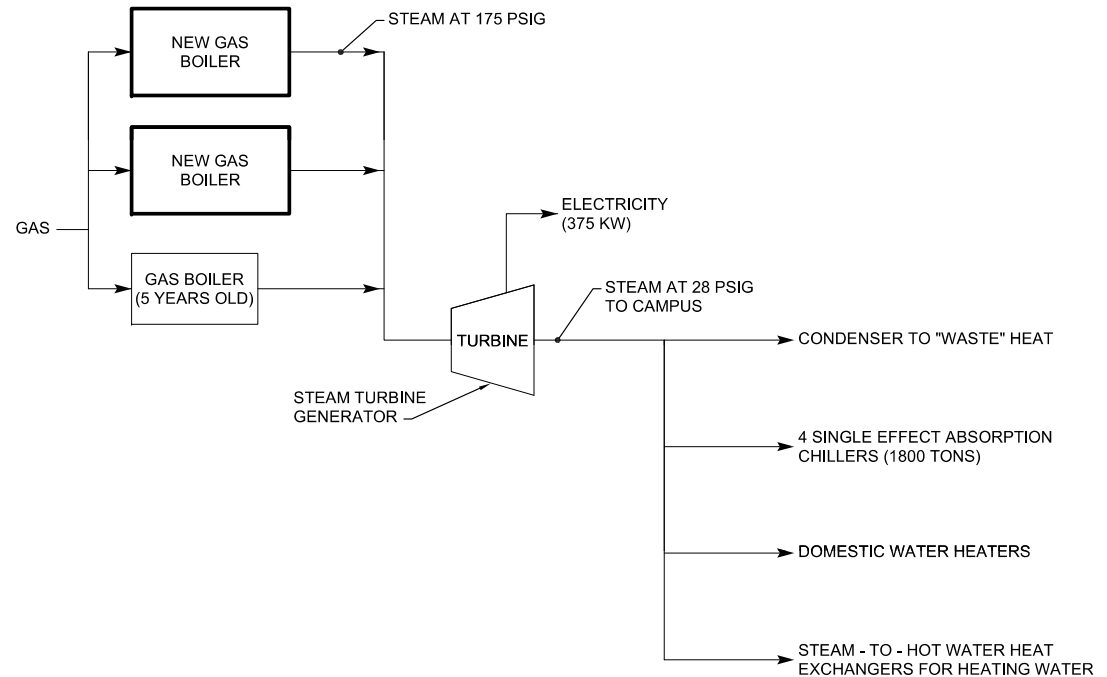 STEAM AT 175 PSIG
NEW GAS
BOILER
NEW GAS
BOILER
GAS
GAS BOILER
(5 YEARS OLD)
ELECTRICITY
(375 KW)
STEAM AT 28 PSIG
TO CAMPUS
TURBINE
STEAM TURBINE
GENERATOR
CONDENSER TO "WASTE" HEAT
4 SINGLE EFFECT ABSORPTION
CHILLERS (1800 TONS)
DOMESTIC WATER HEATERS
STEAM - TO - HOT WATER HEAT
EXCHANGERS FOR HEATING WATER